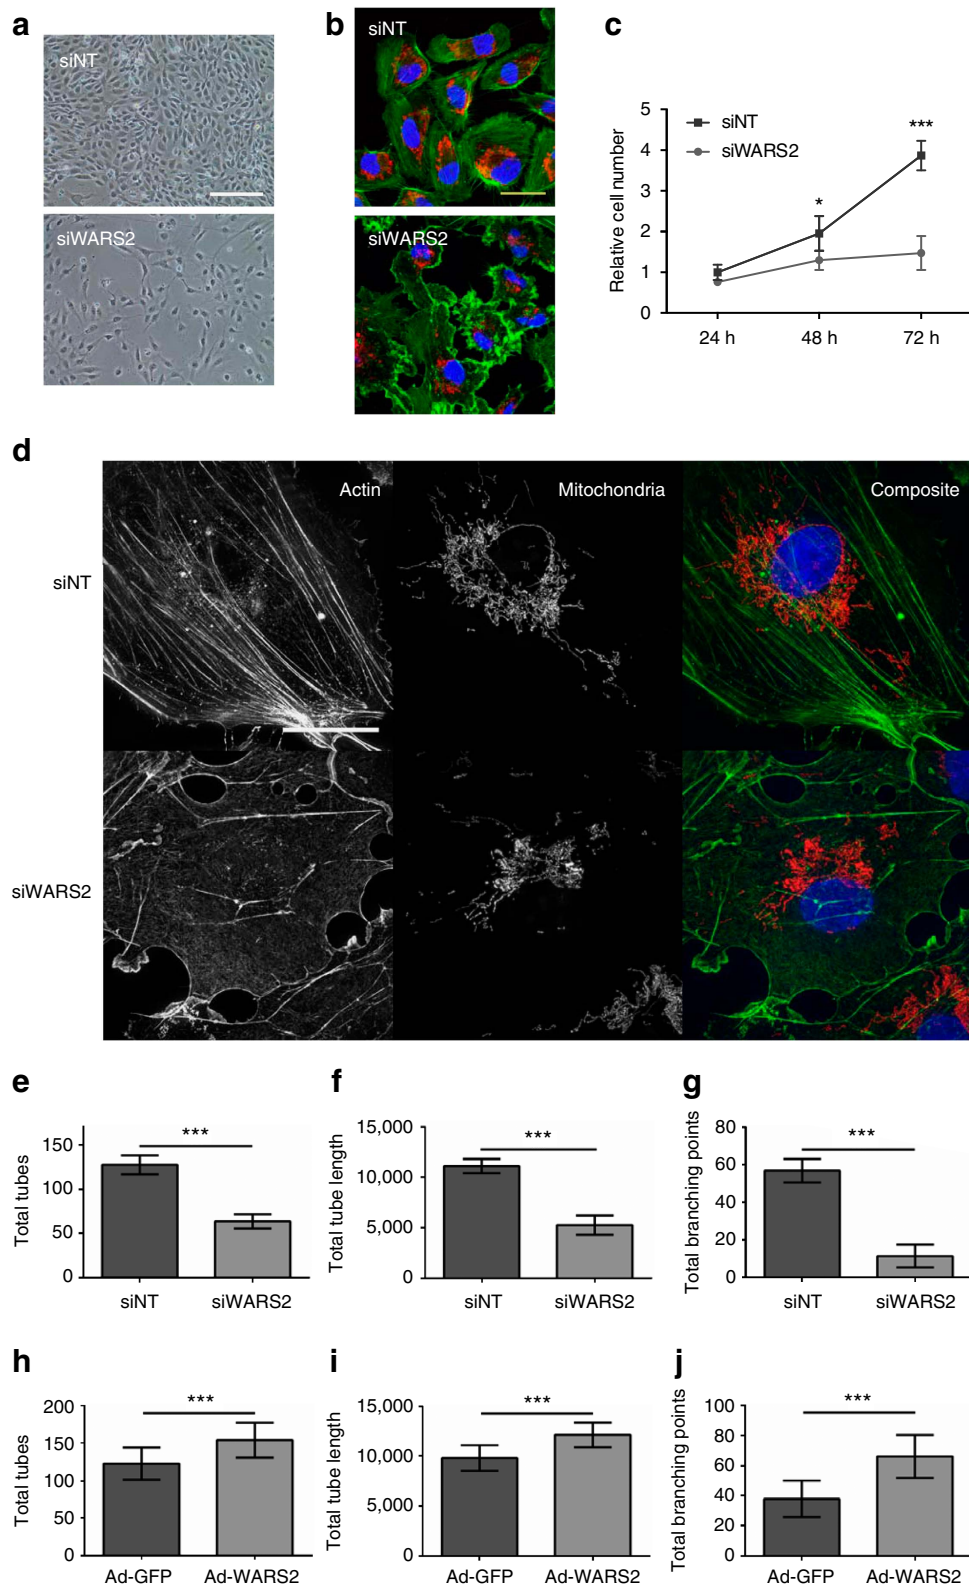 a
siNT
siWARS2
b
siNT
siWARS2
c
Relative cell number
5
4
3
2
1
0
siNT
siWARS2
*
***
24 h
48 h
72 h
d
Actin
Mitochondria
Composite
siNT
siWARS2
e
Total tubes
150
100
50
0
***
siNT
siWARS2
f
Total tube length
15,000
10,000
5,000
0
***
siNT
siWARS2
g
Total branching points
80
60
40
20
0
***
siNT
siWARS2
h
Total tubes
200
150
100
50
0
***
Ad-GFP
Ad-WARS2
i
Total tube length
15,000
10,000
5,000
0
***
Ad-GFP
Ad-WARS2
j
Total branching points
100
80
60
40
20
0
***
Ad-GFP
Ad-WARS2